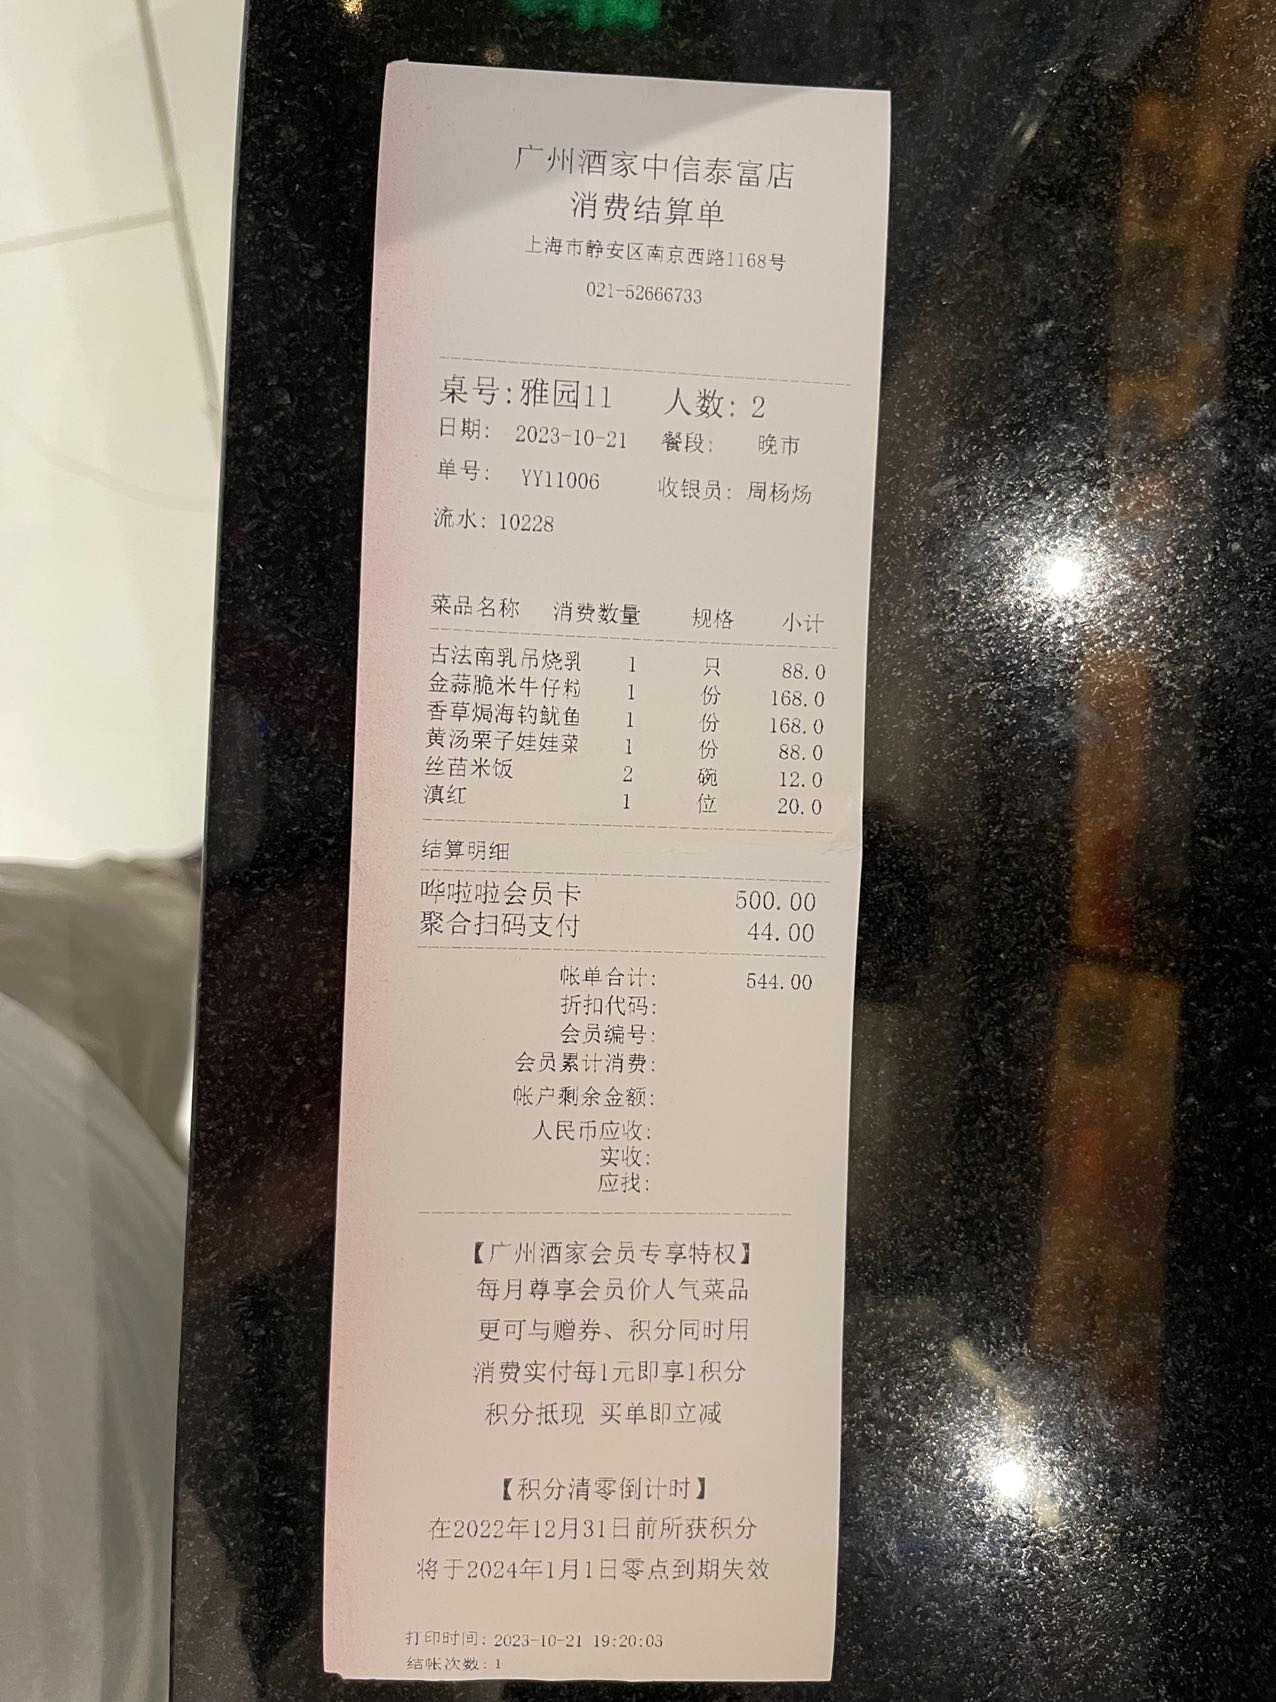 广州酒家中信泰富店
消费结算单
上海市静安区南京西路1168号
021-52666733
桌号:雅园11 人数: 2
日期: 2023-10-21 餐段: 晚市
单号: YY11006 收银员: 周杨炀
流水: 10228
菜品名称 消费数量 规格 小计
古法南乳吊烧乳 1 只 88.0
金蒜脆米牛仔粒 1 份 168.0
香草焗海钓鱿鱼 1 份 168.0
黄汤栗子娃娃菜 1 份 88.0
丝苗米饭 2 碗 12.0
滇红 1 位 20.0
结算明细
哗啦啦会员卡 500.00
聚合扫码支付 44.00
帐单合计: 544.00
折扣代码:
会员编号:
会员累计消费:
帐户剩余金额:
人民币应收:
实收:
应找:
【广州酒家会员专享特权】
每月尊享会员价人气菜品
更可与赠券、积分同时用
消费实付每1元即享1积分
积分抵现 买单即立减
【积分清零倒计时】
在2022年12月31日前所获积分
将于2024年1月1日零点到期失效
打印时间: 2023-10-21 19:20:03
结帐次数: 1